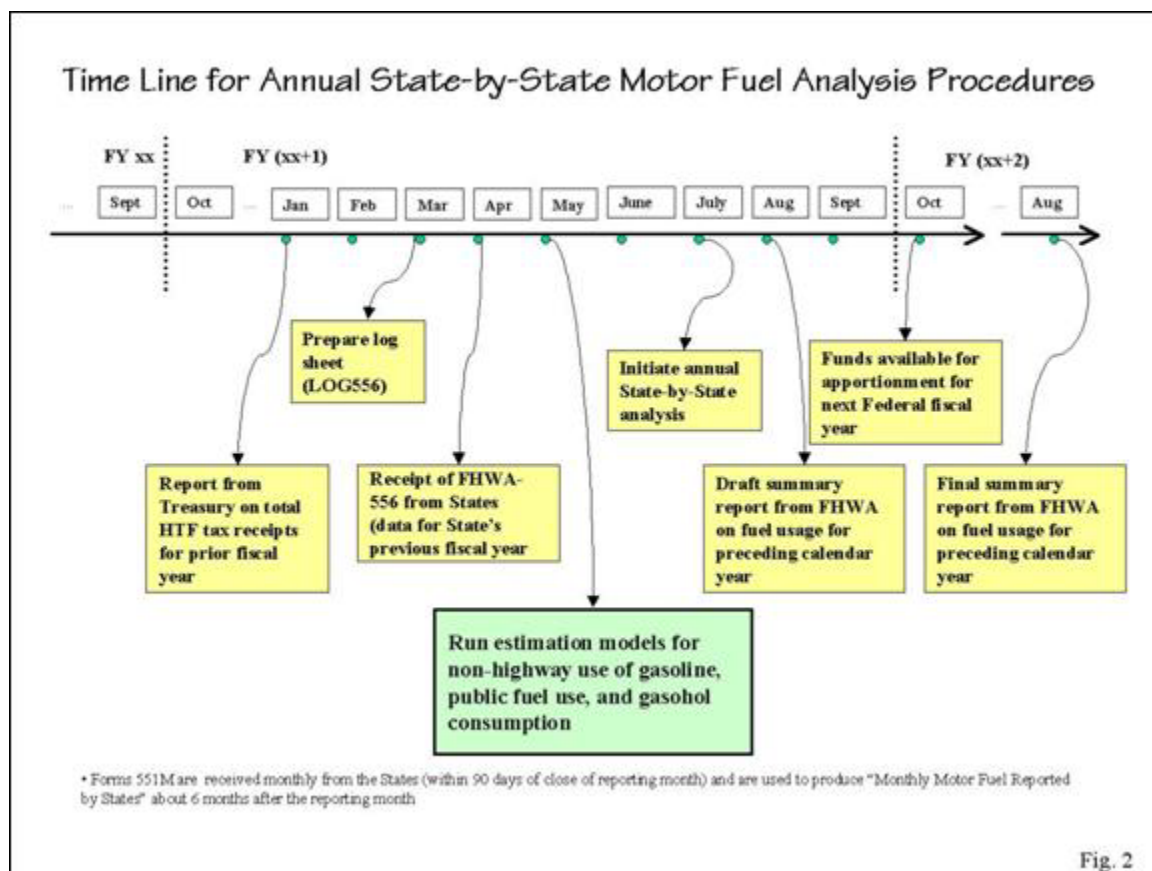 Time Line for Annual State-by-State Motor Fuel Analysis Procedures
FY xx
FY (xx+1)
FY (xx+2)
...
Sept
Oct
...
Jan
Feb
Mar
Apr
May
June
July
Aug
Sept
Oct
...
Aug
Prepare log
sheet
(LOG556)
Initiate annual
State-by-State
analysis
Funds available for
apportionment for
next Federal fiscal
year
Report from
Treasury on total
HTF tax receipts
for prior fiscal
year
Receipt of FHWA-
556 from States
(data for State's
previous fiscal year
Draft summary
report from FHWA
on fuel usage for
preceding calendar
year
Final summary
report from FHWA
on fuel usage for
preceding calendar
year
Run estimation models for
non-highway use of gasoline,
public fuel use, and gasohol
consumption
• Forms 551M are received monthly from the States (within 90 days of close of reporting month) and are used to produce "Monthly Motor Fuel Reported
by States" about 6 months after the reporting month
Fig. 2